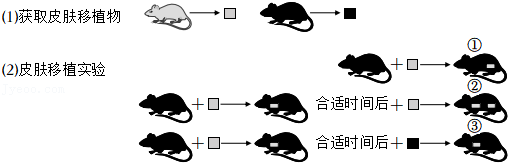 (1)获取皮肤移植物
(2)皮肤移植实验
+ ①
+ 合适时间后+ ②
+ 合适时间后+ ③